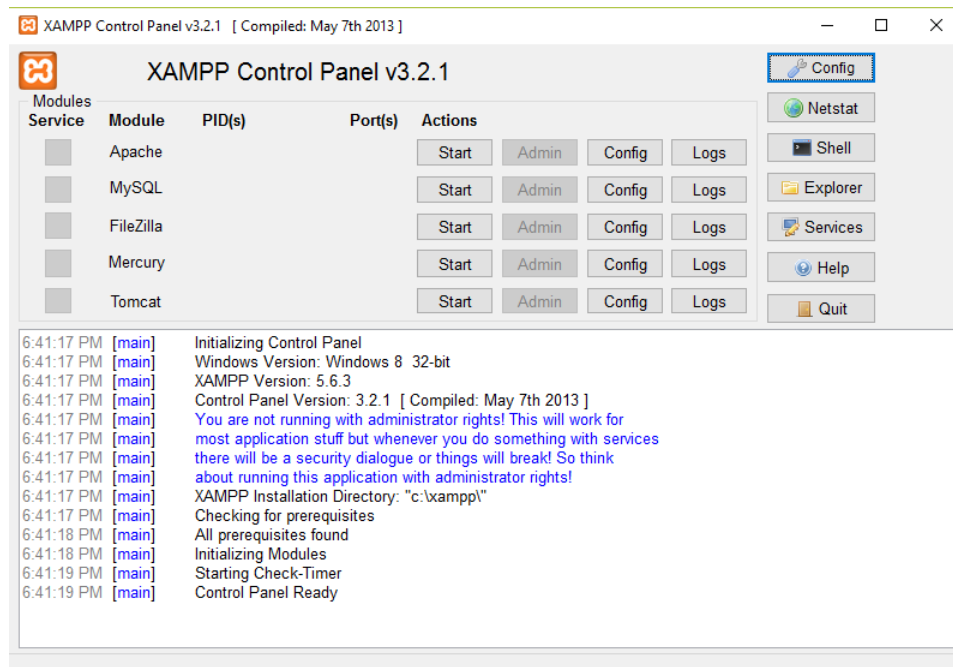 XAMPP Control Panel v3.2.1 [ Compiled: May 7th 2013 ]
XAMPP Control Panel v3.2.1
Config
Modules
Service Module PID(s) Port(s) Actions
Netstat
Apache Start Admin Config Logs
Shell
MySQL Start Admin Config Logs
Explorer
FileZilla Start Admin Config Logs
Services
Mercury Start Admin Config Logs
Help
Tomcat Start Admin Config Logs
Quit
6:41:17 PM [main] Initializing Control Panel
6:41:17 PM [main] Windows Version: Windows 8 32-bit
6:41:17 PM [main] XAMPP Version: 5.6.3
6:41:17 PM [main] Control Panel Version: 3.2.1 [ Compiled: May 7th 2013 ]
6:41:17 PM [main] You are not running with administrator rights! This will work for
6:41:17 PM [main] most application stuff but whenever you do something with services
6:41:17 PM [main] there will be a security dialogue or things will break! So think
6:41:17 PM [main] about running this application with administrator rights!
6:41:17 PM [main] XAMPP Installation Directory: "c:\xampp\"
6:41:17 PM [main] Checking for prerequisites
6:41:18 PM [main] All prerequisites found
6:41:18 PM [main] Initializing Modules
6:41:19 PM [main] Starting Check-Timer
6:41:19 PM [main] Control Panel Ready